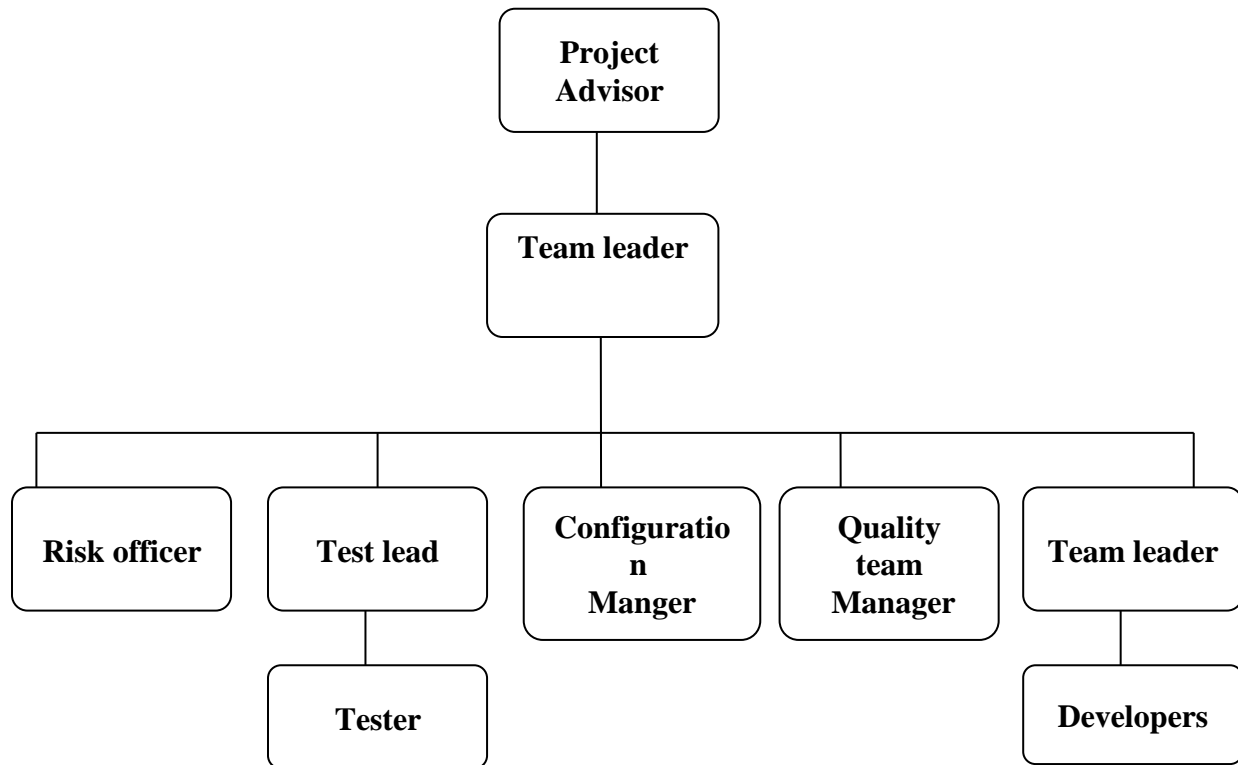 Project
Advisor
Team leader
Risk officer
Test lead
Configuratio
n
Manger
Quality
team
Manager
Team leader
Tester
Developers